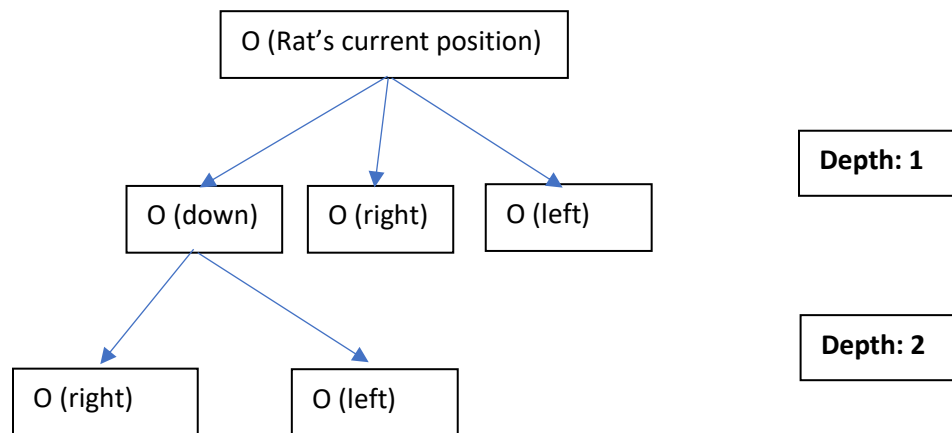 O (Rat’s current position)
Depth: 1
O (down)
O (right)
O (left)
Depth: 2
O (right)
O (left)